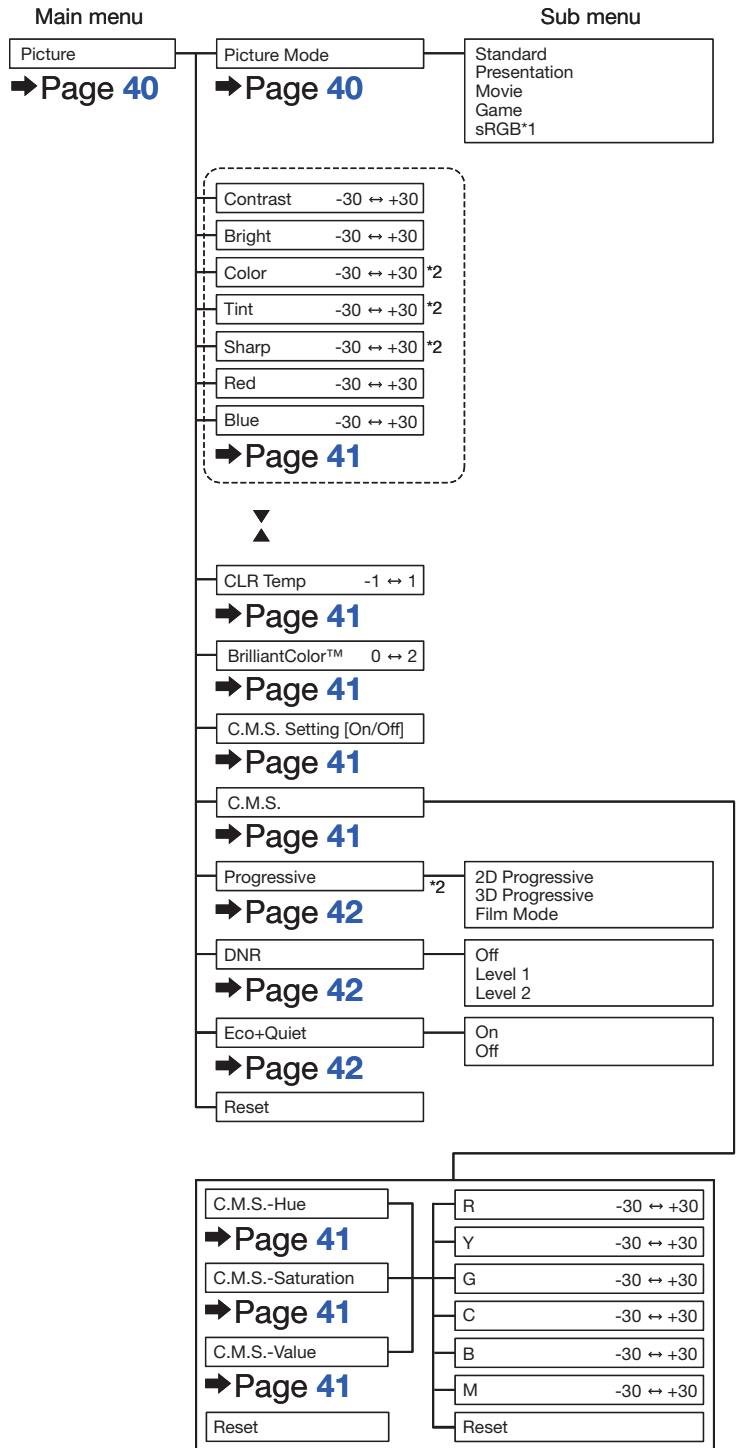 Main menu
Sub menu
Picture
➡Page 40
Picture Mode
➡Page 40
Standard
Presentation
Movie
Game
sRGB*1
Contrast -30 ↔ +30
Bright -30 ↔ +30
Color -30 ↔ +30 *2
Tint -30 ↔ +30 *2
Sharp -30 ↔ +30 *2
Red -30 ↔ +30
Blue -30 ↔ +30
➡Page 41
CLR Temp -1 ↔ 1
➡Page 41
BrilliantColor™ 0 ↔ 2
➡Page 41
C.M.S. Setting [On/Off]
➡Page 41
C.M.S.
➡Page 41
Progressive *2
➡Page 42
2D Progressive
3D Progressive
Film Mode
DNR
➡Page 42
Off
Level 1
Level 2
Eco+Quiet
➡Page 42
On
Off
Reset
C.M.S.-Hue
➡Page 41
C.M.S.-Saturation
➡Page 41
C.M.S.-Value
➡Page 41
Reset
R -30 ↔ +30
Y -30 ↔ +30
G -30 ↔ +30
C -30 ↔ +30
B -30 ↔ +30
M -30 ↔ +30
Reset